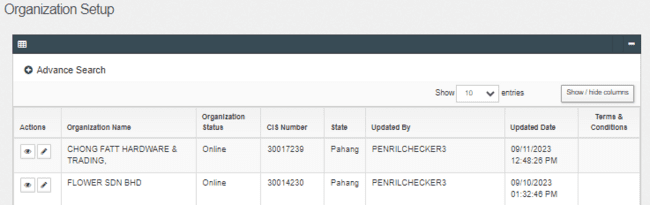 Organization Setup
Advance Search
Show 10 entries Show / hide columns
Actions Organization Name Organization Status CIS Number State Updated By Updated Date Terms & Conditions
CHONG FATT HARDWARE & TRADING, Online 30017239 Pahang PENRILCHECKER3 09/11/2023 12:48:26 PM
FLOWER SDN BHD Online 30014230 Pahang PENRILCHECKER3 09/10/2023 01:32:46 PM